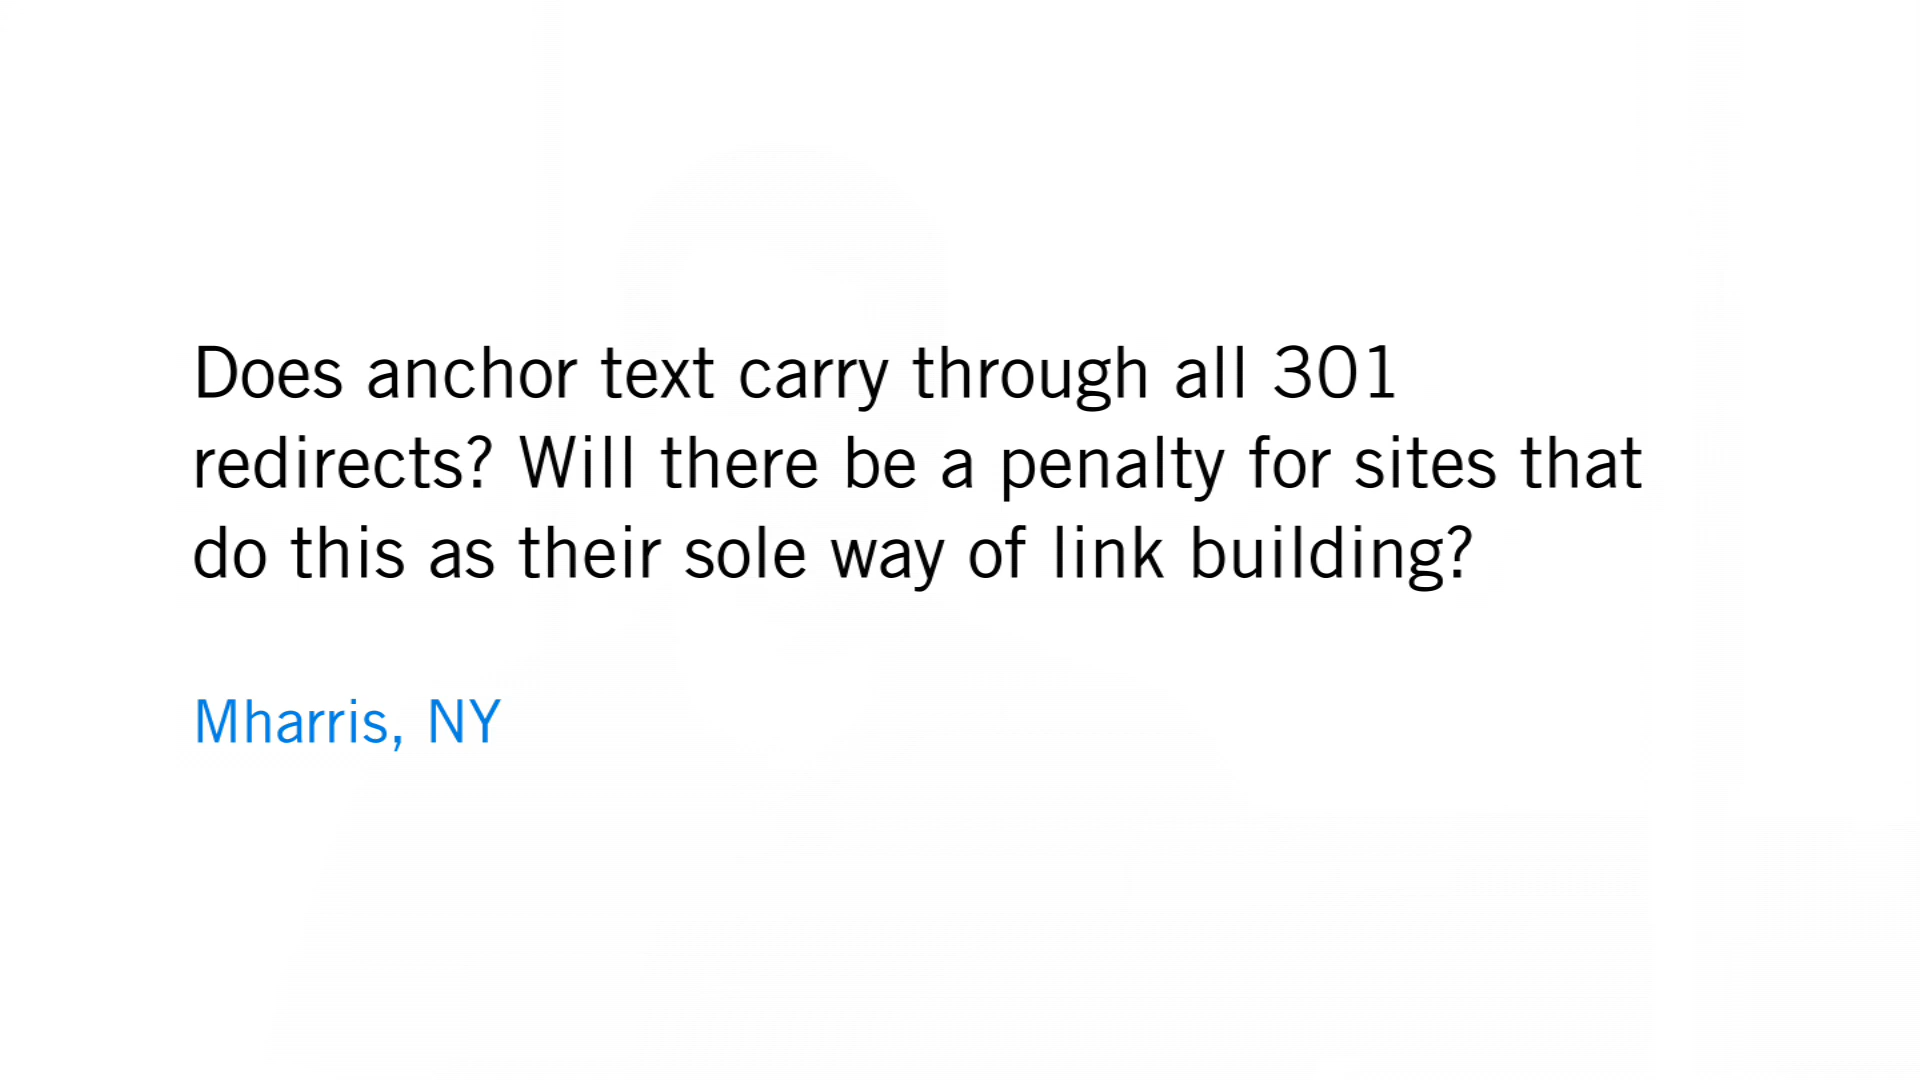 Does anchor text carry through all 301
redirects? Will there be a penalty for sites that
do this as their sole way of link building?
Mharris, NY